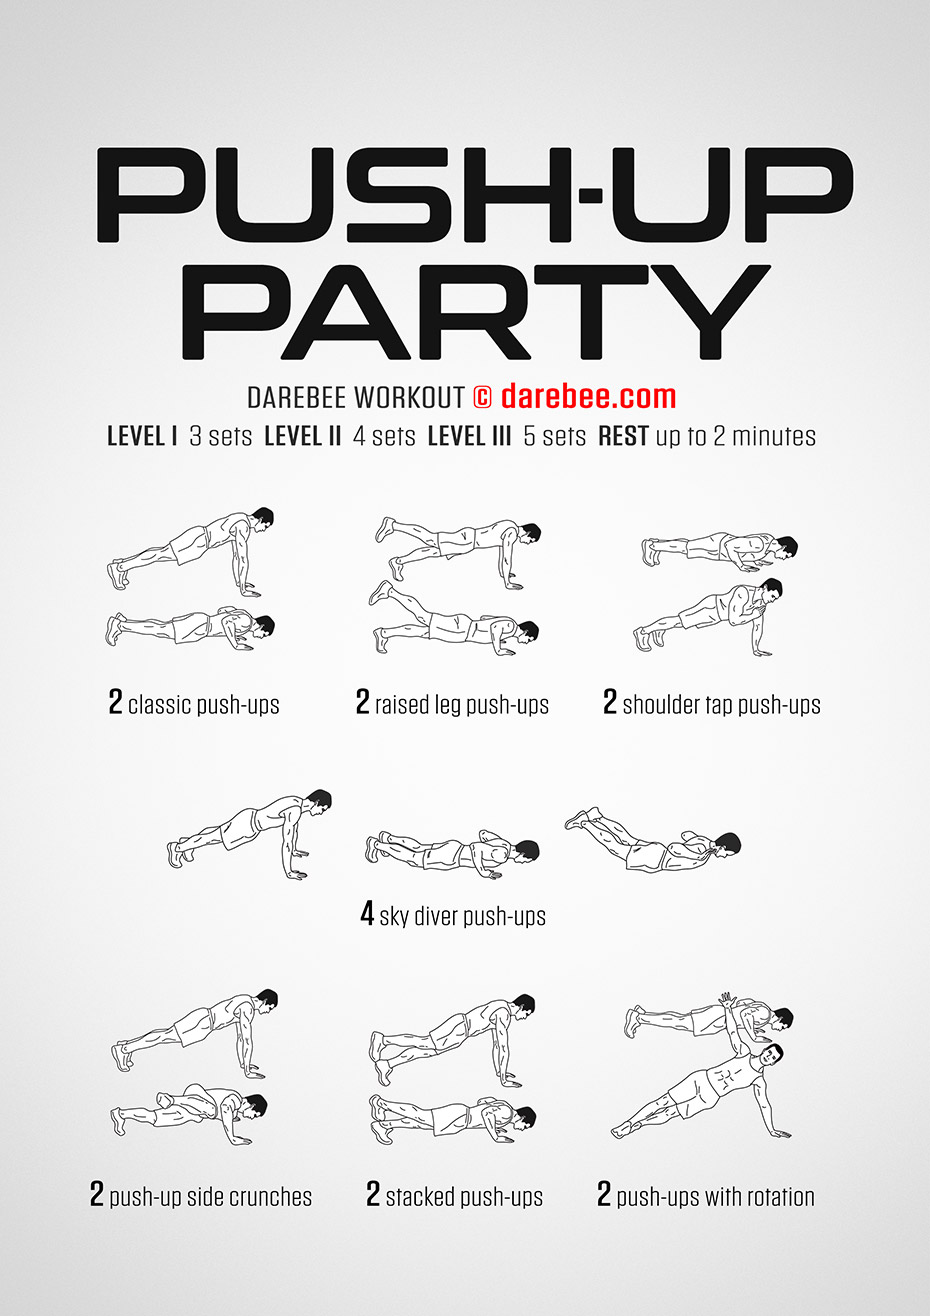 PUSH-UP
PARTY
DAREBEE WORKOUT © darebee.com
LEVEL I 3 sets LEVEL II 4 sets LEVEL III 5 sets REST up to 2 minutes
2 classic push-ups
2 raised leg push-ups
2 shoulder tap push-ups
4 sky diver push-ups
2 push-up side crunches
2 stacked push-ups
2 push-ups with rotation